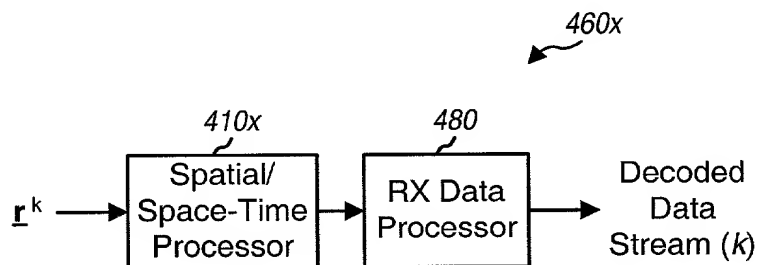 460x
410x
480
r k
Spatial/
Space-Time
Processor
RX Data
Processor
Decoded
Data
Stream (k)